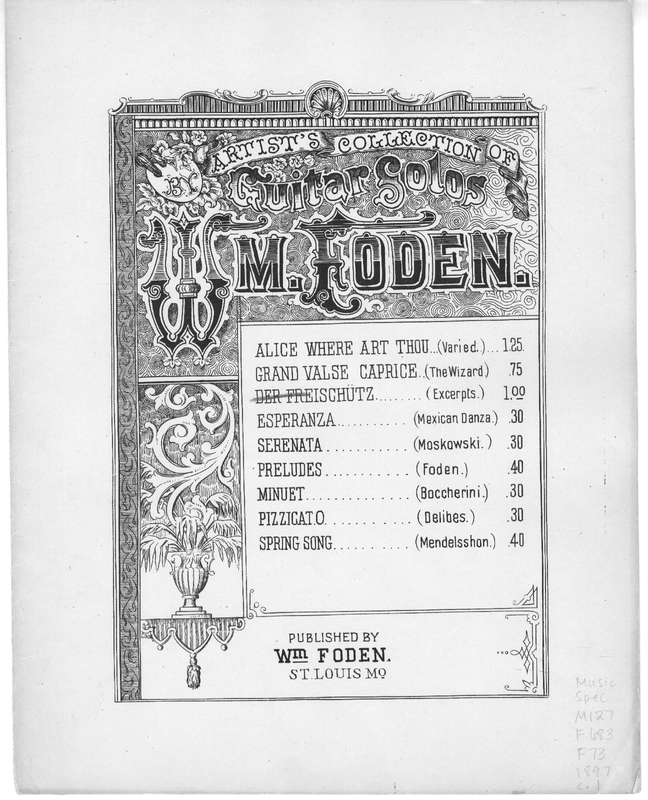 ARTIST'S COLLECTION OF
Guitar Solos
BY
WM. FODEN.
ALICE WHERE ART THOU...(Varied.)...1.25.
GRAND VALSE CAPRICE..(The Wizard) .75
DER FREISCHÜTZ........(Excerpts.) 1.00
ESPERANZA..........(Mexican Danza.) .30
SERENATA...........(Moskowski.) .30
PRELUDES...........(Foden.) .40
MINUET.............(Boccherini.) .30
PIZZICATO..........(Delibes.) .30
SPRING SONG.........(Mendelsshon.) .40
PUBLISHED BY
Wm FODEN.
ST. LOUIS MO
Music
Spec
M127
F683
F73
1897
c.1